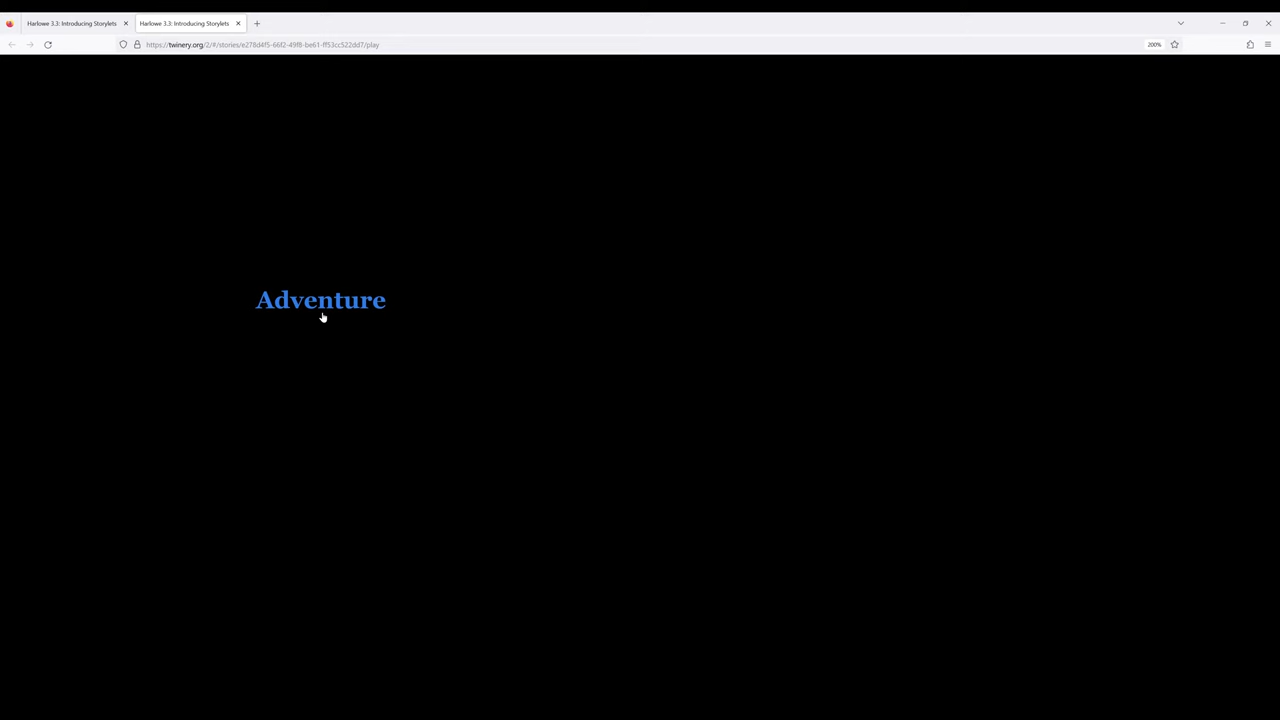 Harlowe 3.3: Introducing Storylets
Harlowe 3.3: Introducing Storylets
https://twinery.org/2/#/stories/e278d4f5-66f2-49f8-be61-ff53cc522dd7/play
200%
Adventure